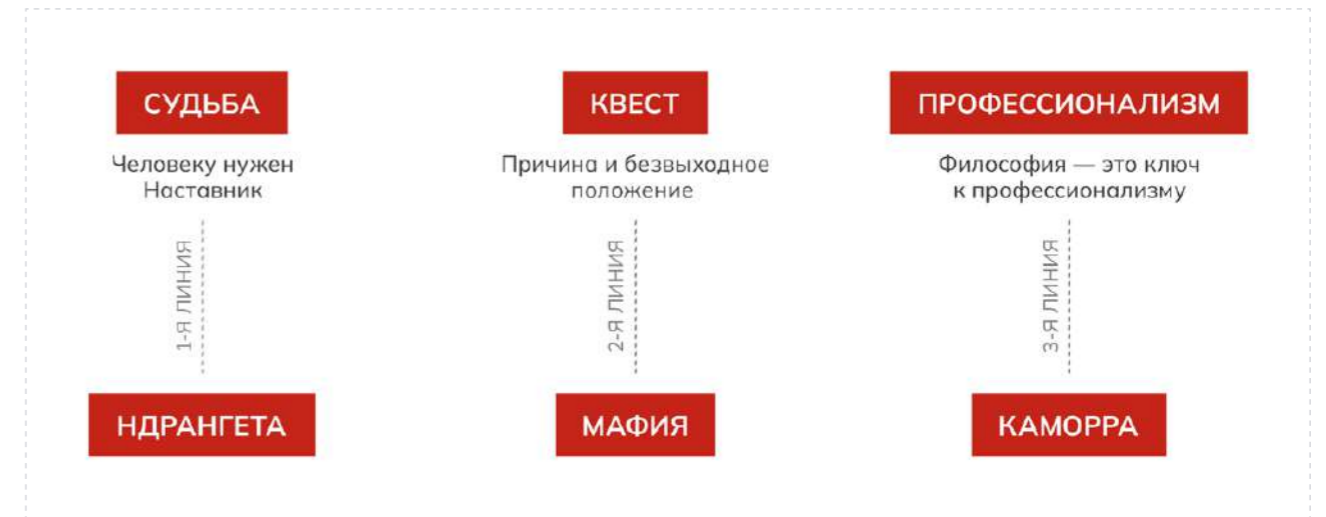 СУДЬБА
Человеку нужен
Наставник
1-Я ЛИНИЯ
НДРАНГЕТА
КВЕСТ
Причина и безвыходное
положение
2-Я ЛИНИЯ
МАФИЯ
ПРОФЕССИОНАЛИЗМ
Философия — это ключ
к профессионализму
3-Я ЛИНИЯ
КАМОРРА